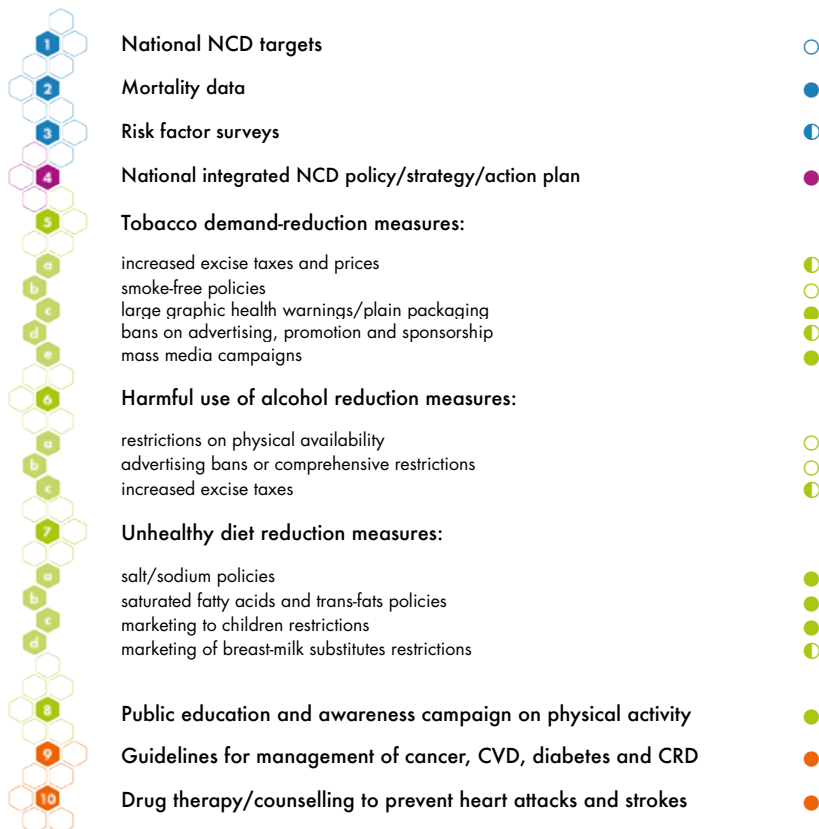 1 National NCD targets
2 Mortality data
3 Risk factor surveys
4 National integrated NCD policy/strategy/action plan
5 Tobacco demand-reduction measures:
a increased excise taxes and prices
b smoke-free policies
c large graphic health warnings/plain packaging
d bans on advertising, promotion and sponsorship
e mass media campaigns
6 Harmful use of alcohol reduction measures:
a restrictions on physical availability
b advertising bans or comprehensive restrictions
c increased excise taxes
7 Unhealthy diet reduction measures:
a salt/sodium policies
b saturated fatty acids and trans-fats policies
c marketing to children restrictions
d marketing of breast-milk substitutes restrictions
8 Public education and awareness campaign on physical activity
9 Guidelines for management of cancer, CVD, diabetes and CRD
10 Drug therapy/counselling to prevent heart attacks and strokes